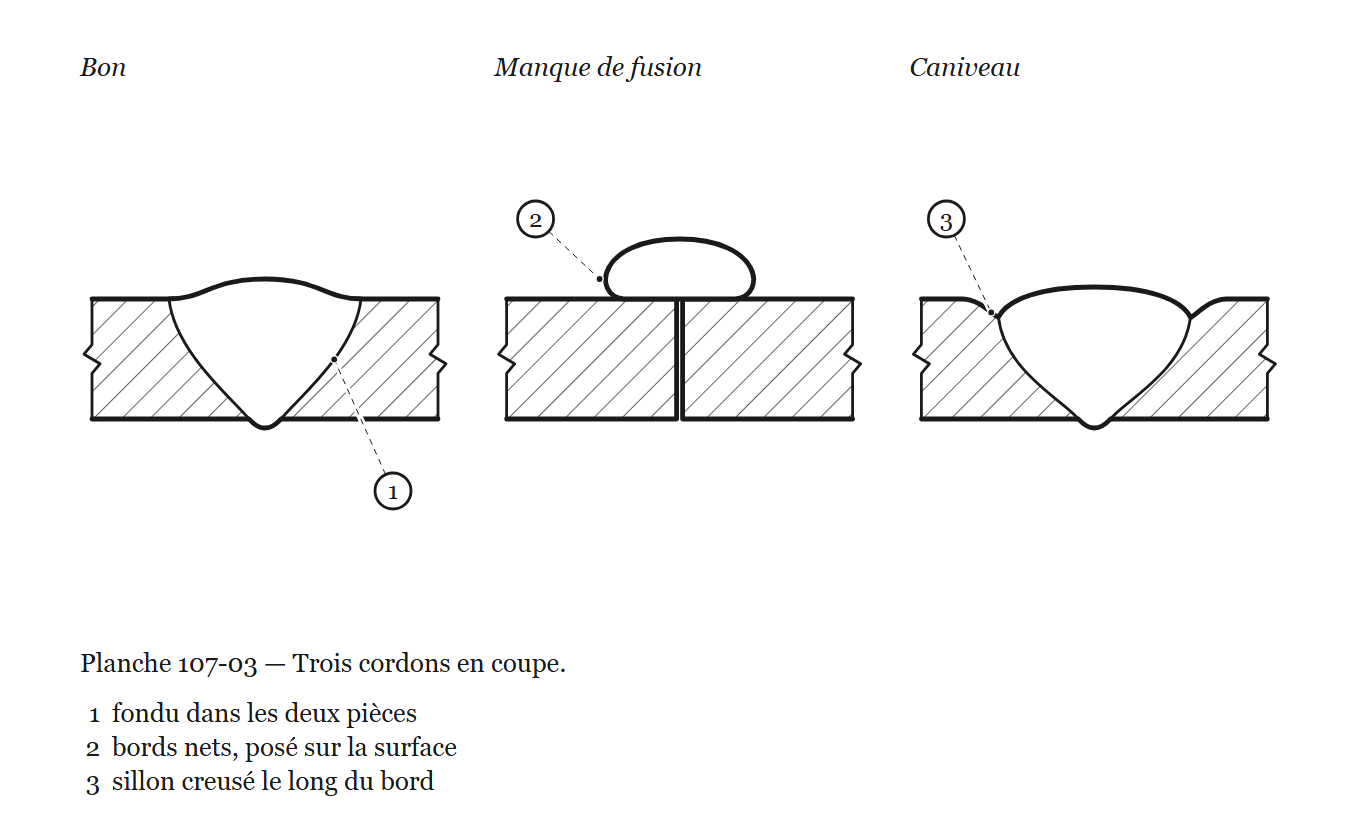 Bon
Manque de fusion
Caniveau
2
3
1
Planche 107-03 — Trois cordons en coupe.
1 fondu dans les deux pièces
2 bords nets, posé sur la surface
3 sillon creusé le long du bord